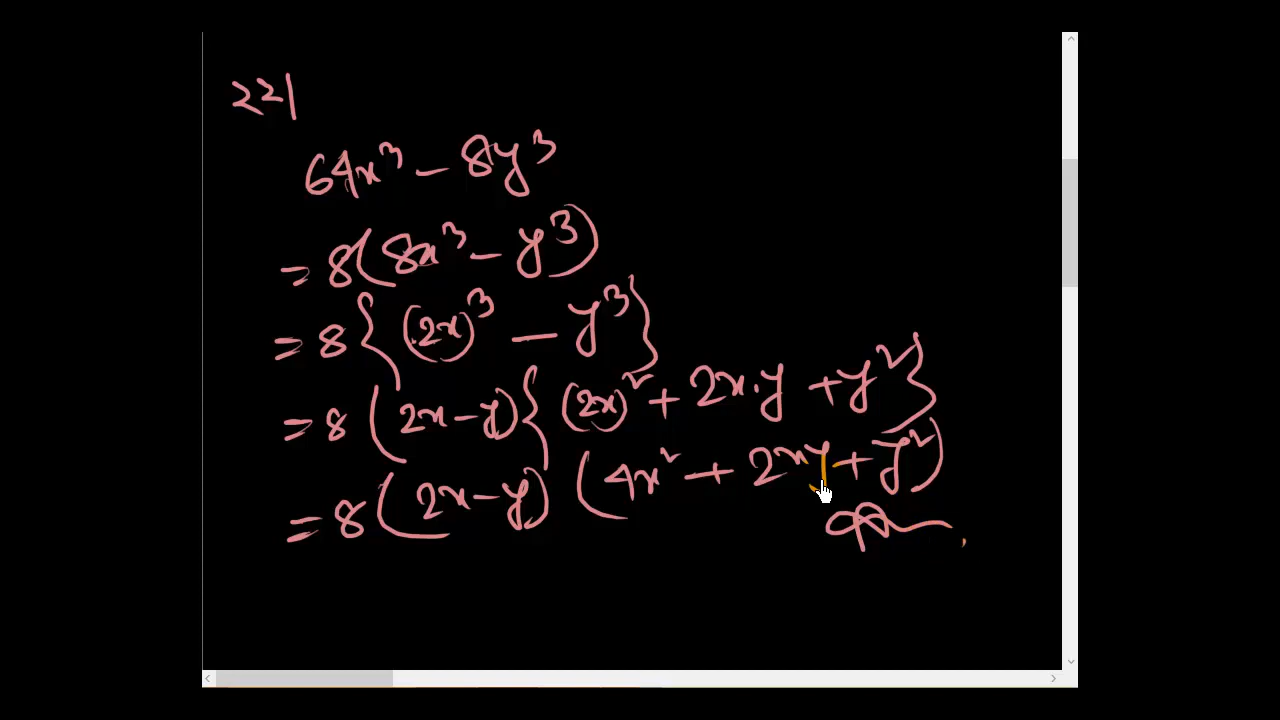 221
64x³ - 8y³
= 8(8x³ - y³)
= 8{(2x)³ - y³}
= 8(2x-y){(2x)² + 2x.y + y²}
= 8(2x-y)(4x² + 2xy + y²)